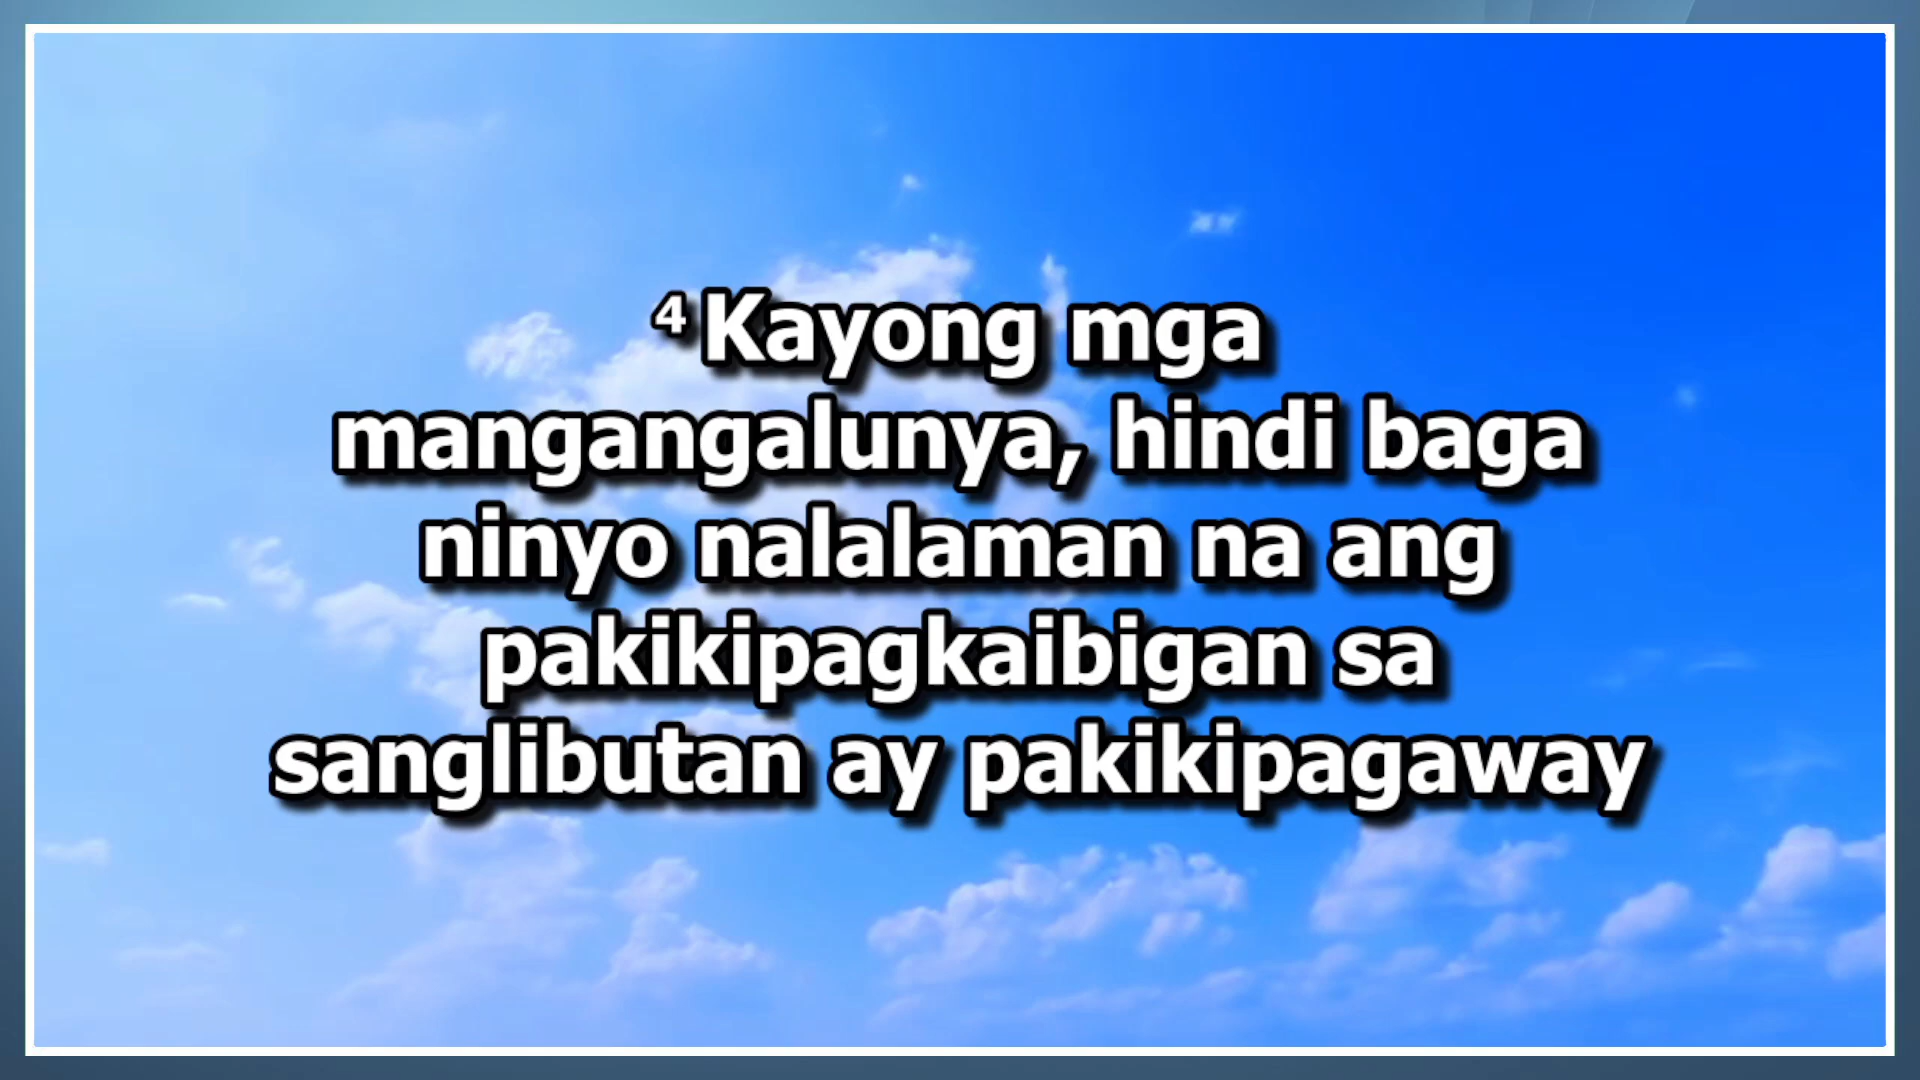 4 Kayong mga
mangangalunya, hindi baga
ninyo nalalaman na ang
pakikipagkaibigan sa
sanglibutan ay pakikipagaway